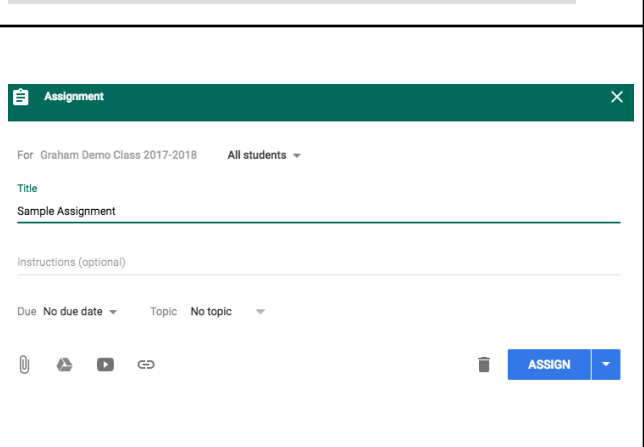 Assignment
For Graham Demo Class 2017-2018 All students
Title
Sample Assignment
Instructions (optional)
Due No due date Topic No topic
ASSIGN